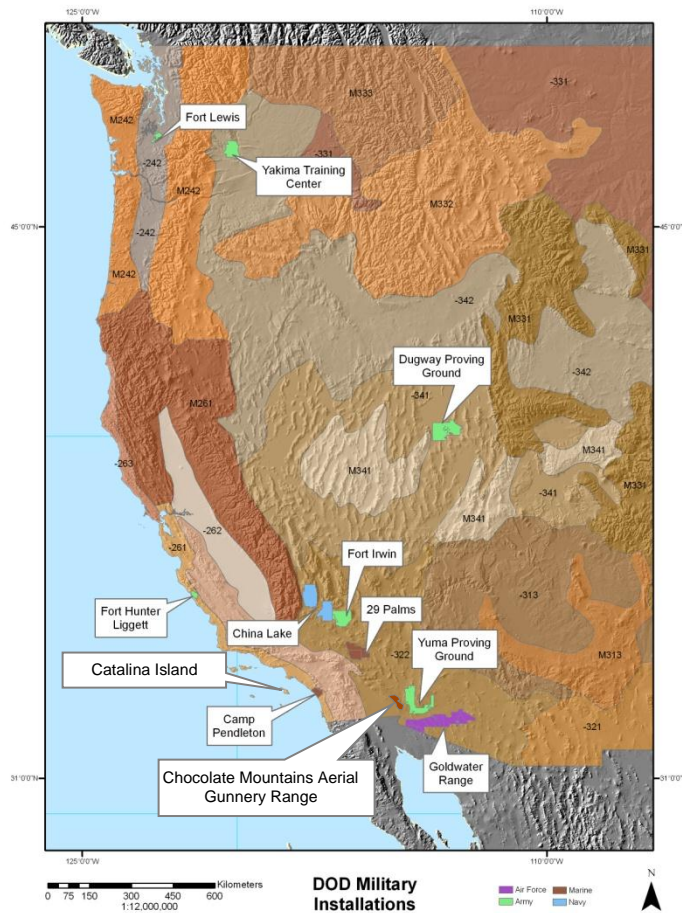 125°0'0"W
110°0'0"W
-331
M333
M242
Fort Lewis
-331
-242
Yakima Training
Center
M242
M332
45°0'0"N
45°0'0"N
-242
M331
M242
-342
M331
Dugway Proving
Ground
-342
-341
M261
M341
-263
M341
-341
M331
M341
-262
-261
Fort Irwin
-313
Fort Hunter
Liggett
China Lake
29 Palms
-322
M313
Catalina Island
Yuma Proving
Ground
-321
Camp
Pendleton
Chocolate Mountains Aerial
Gunnery Range
Goldwater
Range
31°0'0"N
31°0'0"N
125°0'0"W
110°0'0"W
Kilometers
0 75 150 300 450 600
1:12,000,000
DOD Military
Installations
Air Force
Marine
Army
Navy
N